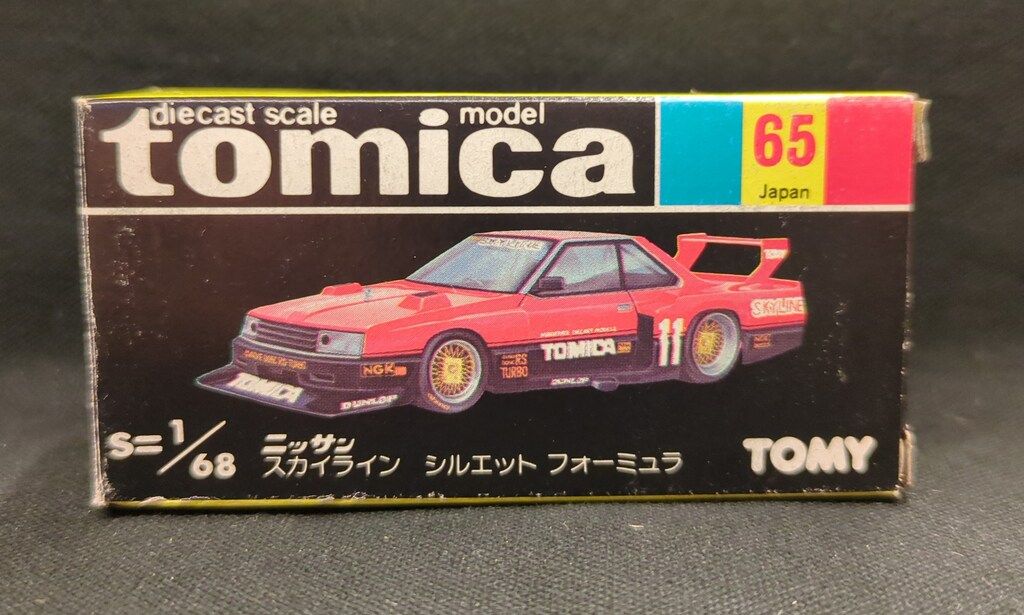 diecast scale model
tomica
65
Japan
SKYLINE
TOMY
SKYLINE
11
TOMICA
TURBO
RS
NGK
TOMICA
DUNLOP
DUNLOP
S=1/68
ニッサン
スカイライン シルエット フォーミュラ
TOMY